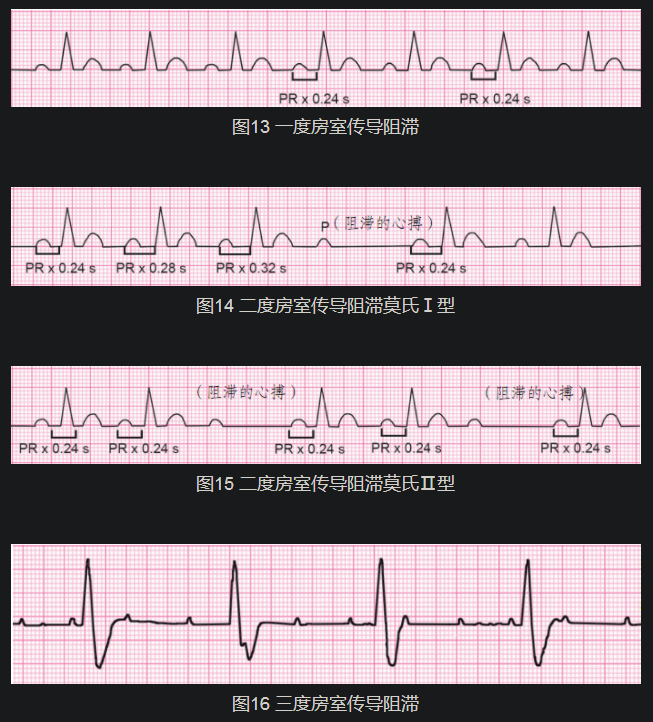 PR x 0.24 s PR x 0.24 s
图13 一度房室传导阻滞
P（阻滞的心搏）
PR x 0.24 s PR x 0.28 s PR x 0.32 s PR x 0.24 s
图14 二度房室传导阻滞莫氏Ⅰ型
（阻滞的心搏） （阻滞的心搏）
PR x 0.24 s PR x 0.24 s PR x 0.24 s PR x 0.24 s PR x 0.24 s
图15 二度房室传导阻滞莫氏Ⅱ型
图16 三度房室传导阻滞